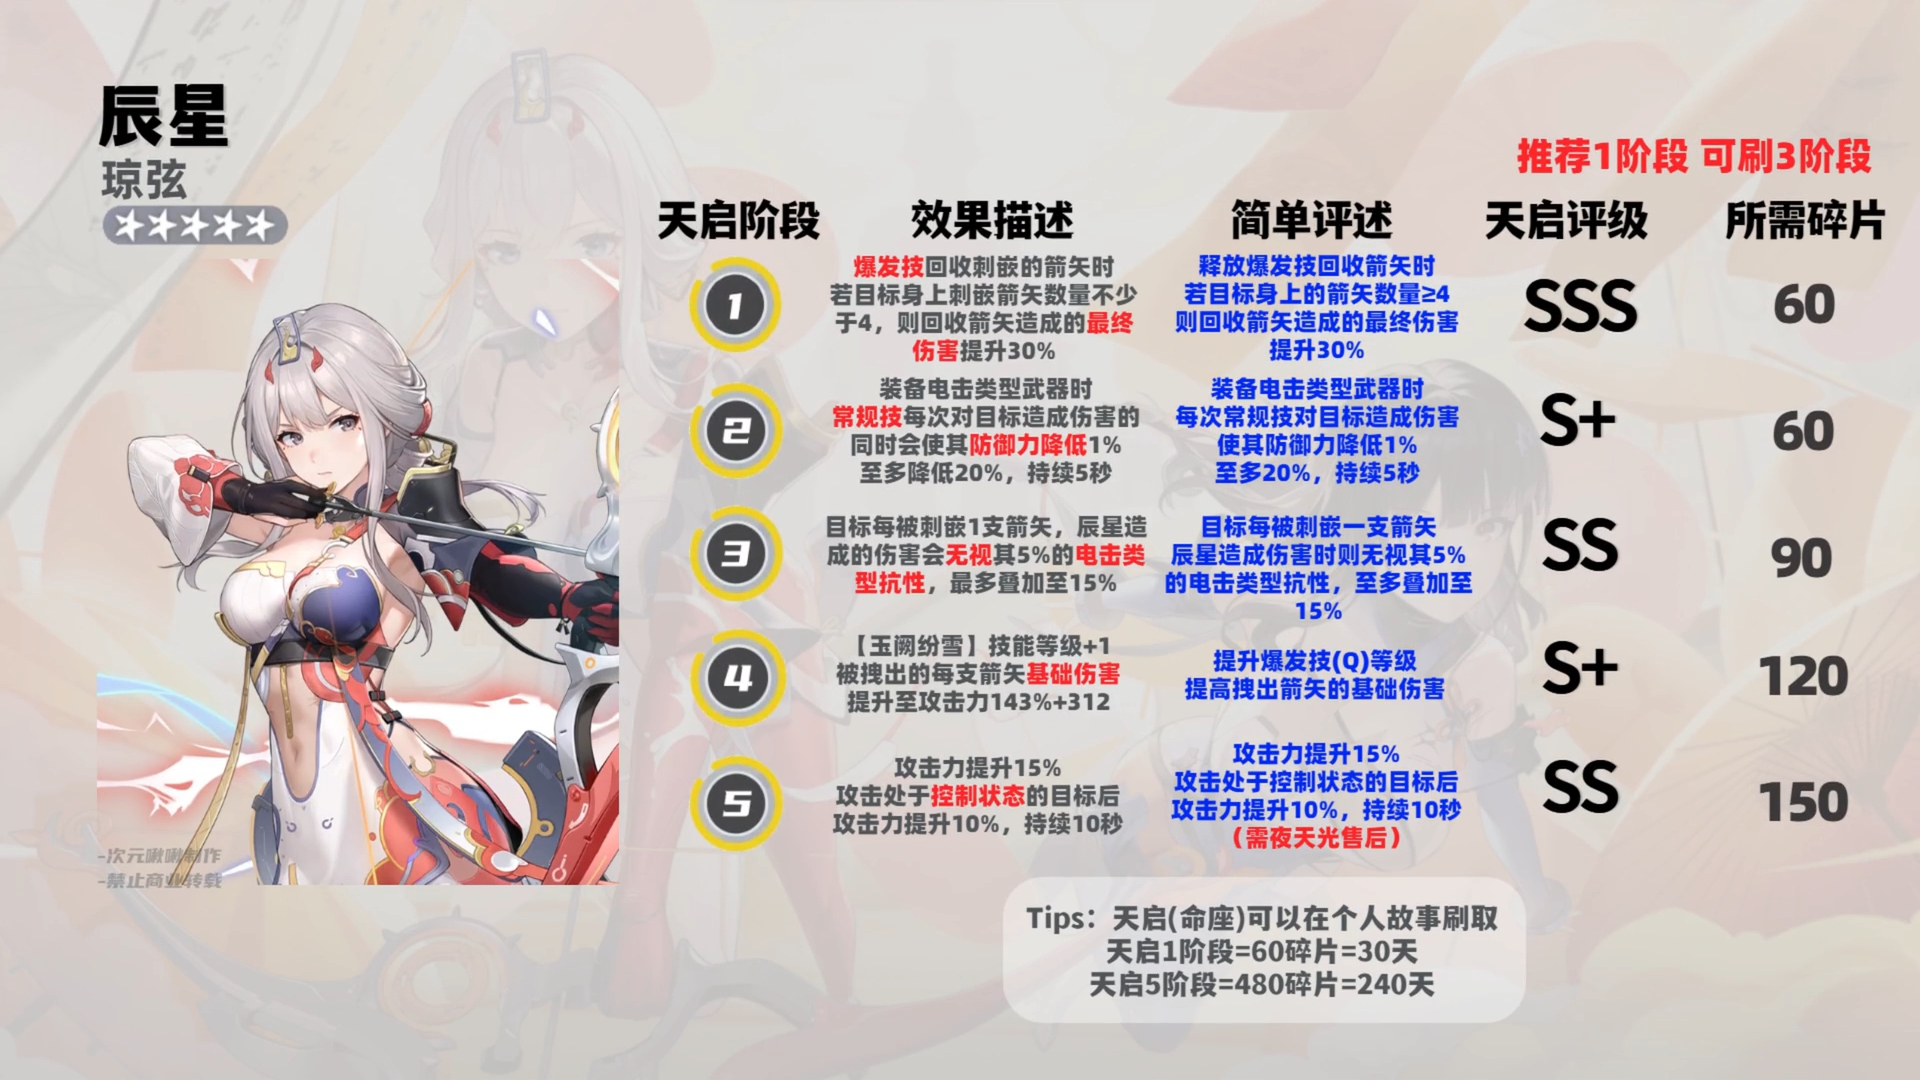 辰星
琼弦
推荐1阶段 可刷3阶段
天启阶段 效果描述 简单评述 天启评级 所需碎片
1
爆发技回收刺嵌的箭矢时
若目标身上刺嵌箭矢数量不少
于4，则回收箭矢造成的最终
伤害提升30%
释放爆发技回收箭矢时
若目标身上的箭矢数量≥4
则回收箭矢造成的最终伤害
提升30%
SSS
60
2
装备电击类型武器时
常规技每次对目标造成伤害的
同时会使其防御力降低1%
至多降低20%，持续5秒
装备电击类型武器时
每次常规技对目标造成伤害
使其防御力降低1%
至多20%，持续5秒
S+
60
3
目标每被刺嵌1支箭矢，辰星造
成的伤害会无视其5%的电击类
型抗性，最多叠加至15%
目标每被刺嵌一支箭矢
辰星造成伤害时则无视其5%
的电击类型抗性，至多叠加至
15%
SS
90
4
【玉阙纷雪】技能等级+1
被拽出的每支箭矢基础伤害
提升至攻击力143%+312
提升爆发技(Q)等级
提高拽出箭矢的基础伤害
S+
120
5
攻击力提升15%
攻击处于控制状态的目标后
攻击力提升10%，持续10秒
攻击力提升15%
攻击处于控制状态的目标后
攻击力提升10%，持续10秒
（需夜天光售后）
SS
150
-次元啾啾制作
-禁止商业转载
Tips：天启(命座)可以在个人故事刷取
天启1阶段=60碎片=30天
天启5阶段=480碎片=240天